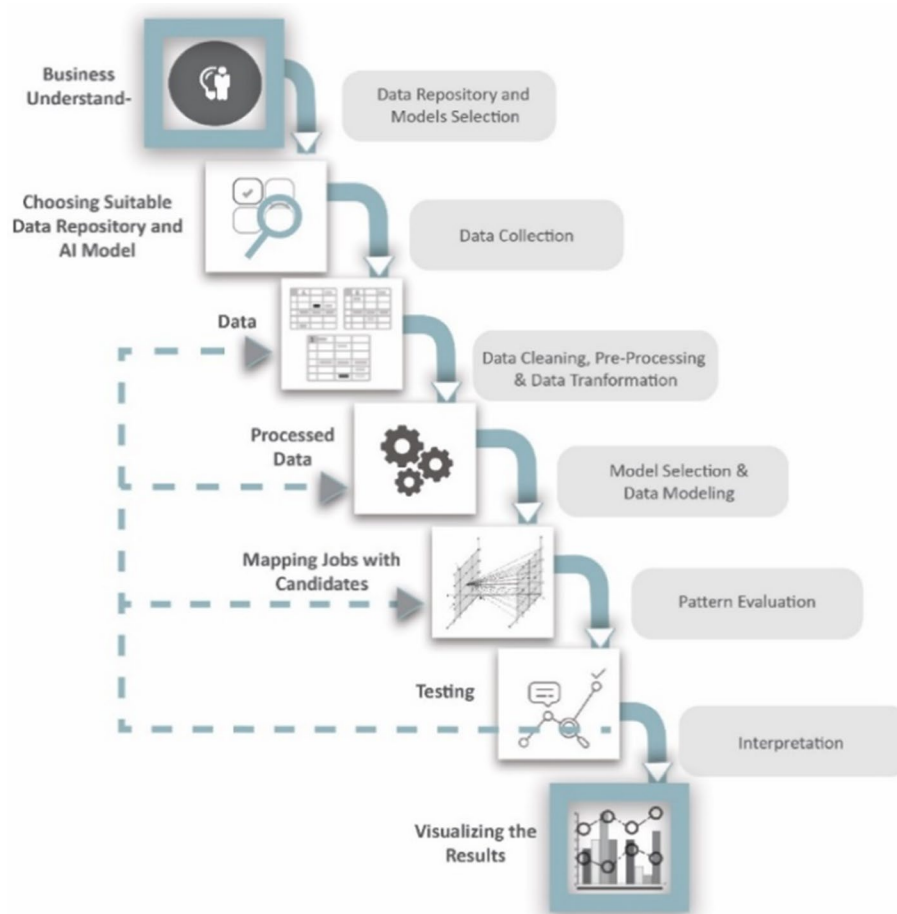 Business
Understand-
Data Repository and
Models Selection
Choosing Suitable
Data Repository and
AI Model
Data Collection
Data
Data Cleaning, Pre-Processing
& Data Tranformation
Processed
Data
Model Selection &
Data Modeling
Mapping Jobs with
Candidates
Pattern Evaluation
Testing
Interpretation
Visualizing the
Results